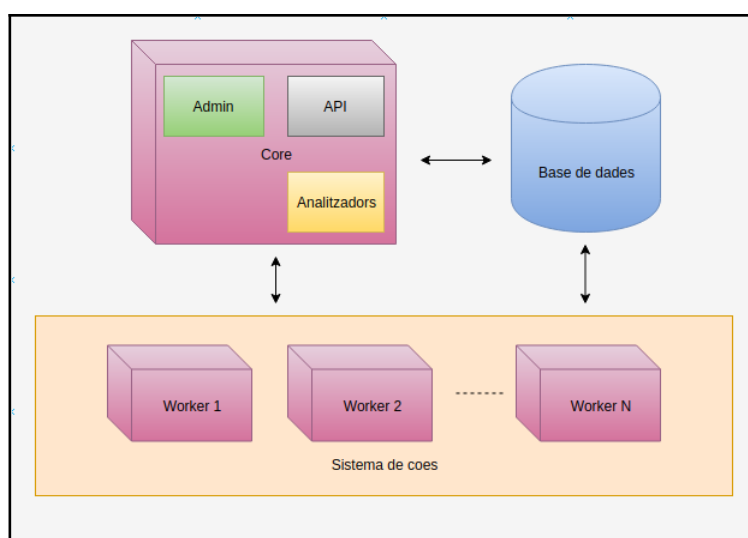 Admin
API
Core
Analitzadors
Base de dades
Worker 1
Worker 2
Worker N
Sistema de coes